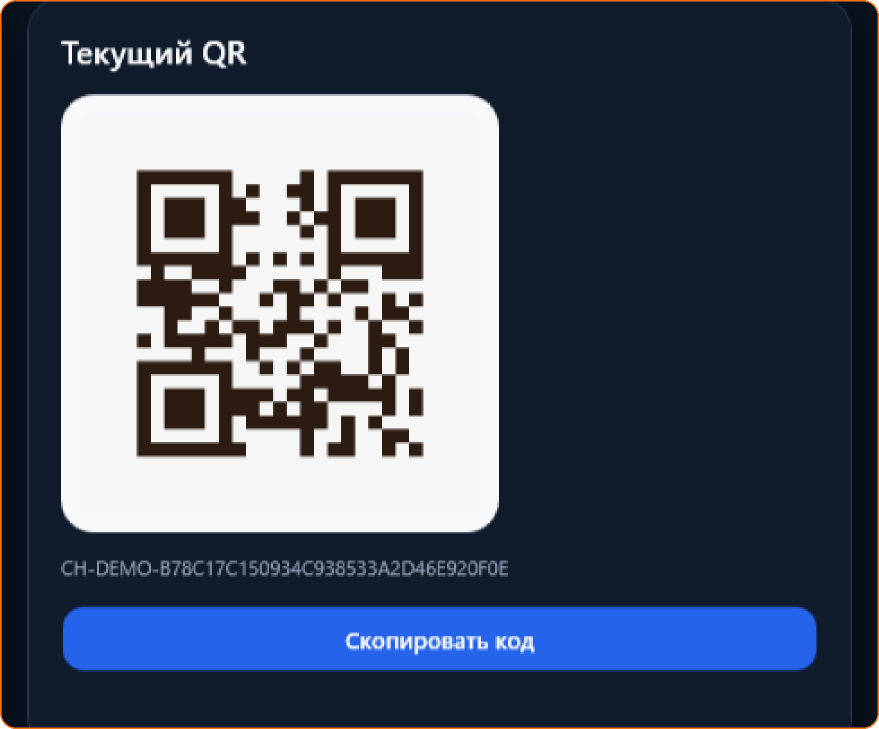 Текущий QR
CH-DEMO-B78C17C150934C938533A2D46E920F0E
Скопировать код